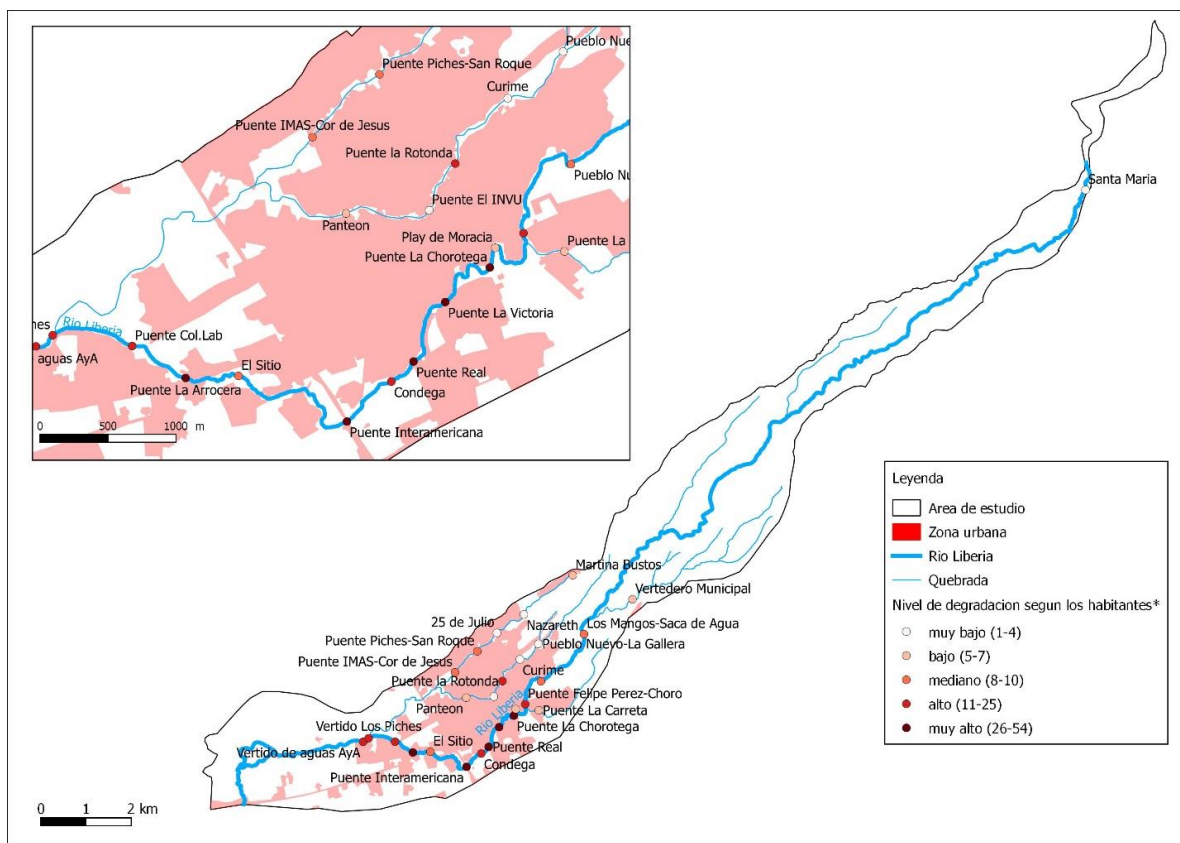 Pueblo Nue
Puente Piches-San Roque
Curime
Puente IMAS-Cor de Jesus
Puente la Rotonda
Pueblo Nu
Puente El INVU
Panteon
Play de Moracia
Puente La
Puente La Chorotega
Puente La Victoria
nes
Rio Liberia
Puente Col.Lab
aguas AyA
El Sitio
Puente Real
Puente La Arrocera
Condega
Puente Interamericana
0 500 1000 m
Santa Maria
Leyenda
Area de estudio
Zona urbana
Rio Liberia
Quebrada
Nivel de degradacion segun los habitantes*
muy bajo (1-4)
bajo (5-7)
mediano (8-10)
alto (11-25)
muy alto (26-54)
Martina Bustos
Vertedero Municipal
25 de Julio
Nazareth
Los Mangos-Saca de Agua
Puente Piches-San Roque
Pueblo Nuevo-La Gallera
Puente IMAS-Cor de Jesus
Curime
Puente la Rotonda
Puente Felipe Perez-Choro
Panteon
Rio Liberia
Puente La Carreta
Vertido Los Piches
Puente La Chorotega
Vertido de aguas AyA
El Sitio
Puente Real
Condega
Puente Interamericana
0 1 2 km